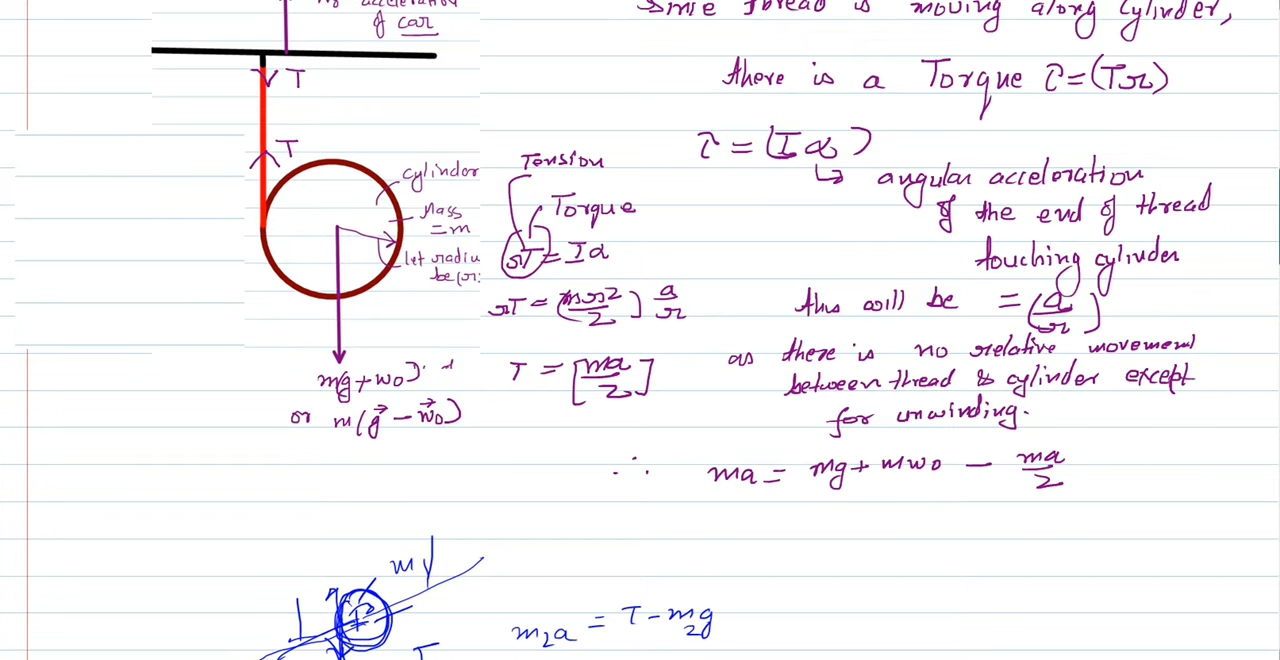 of car
Since Thread is moving along cylinder,
T
there is a Torque τ = (Tr)
T
τ = (Iα)
Tension
cylinder
angular acceleration
of the end of thread
touching cylinder
Mass
= m
Torque
let radiu
be (r)
rT = Iα
rT = (mr²/2) a/r
this will be = (a/r)
T = [ma/2]
as there is no relative movement
between thread & cylinder except
for unwinding.
mg + w0)
or m(g⃗ – w⃗0)
∴ ma = mg + mw0 – ma/2
m
m2a = T – m2g
T